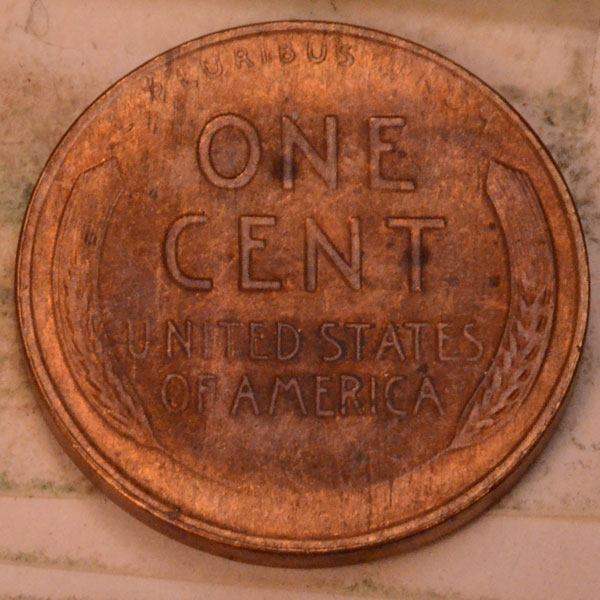 PLURIBUS
ONE
CENT
UNITED STATES
OF AMERICA